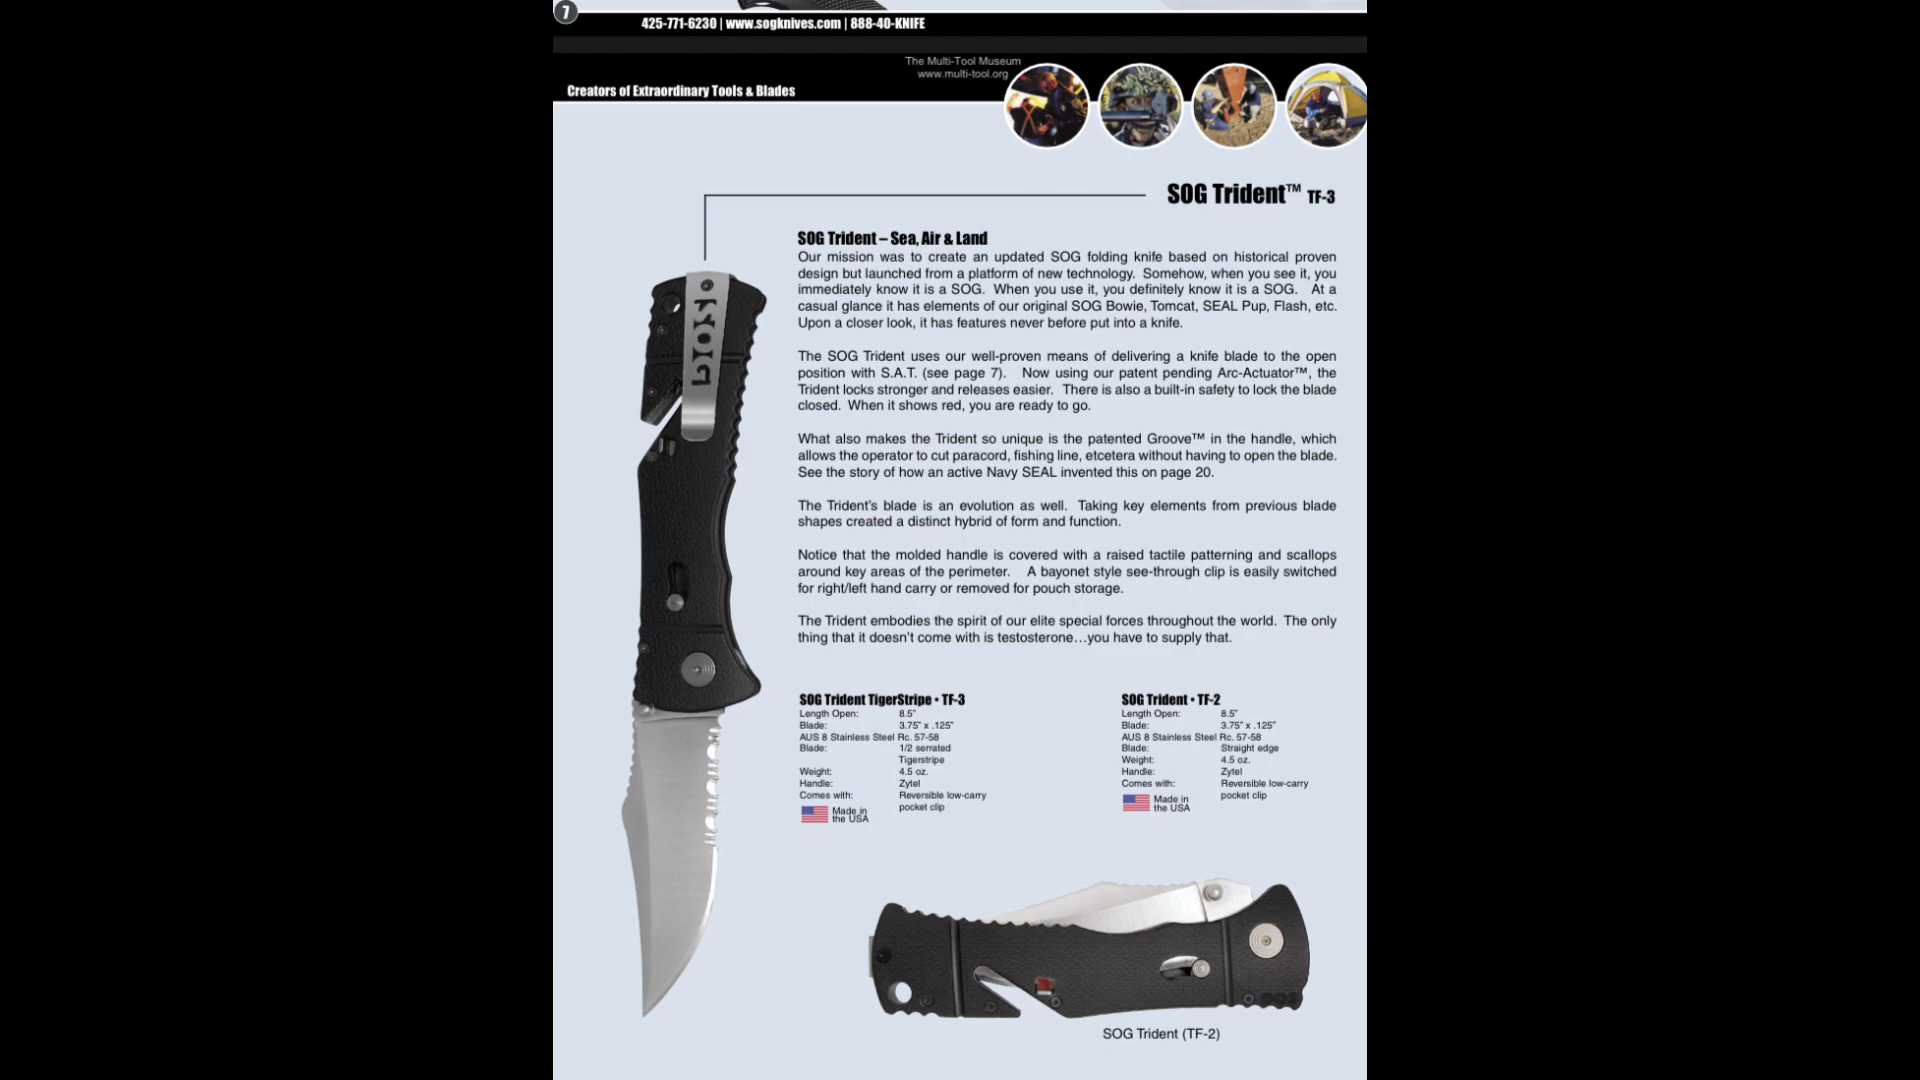 7
425-771-6230 | www.sogknives.com | 888-40-KNIFE
The Multi-Tool Museum
www.multi-tool.org
Creators of Extraordinary Tools & Blades
SOG Trident™ TF-3
SOG Trident – Sea, Air & Land
Our mission was to create an updated SOG folding knife based on historical proven
design but launched from a platform of new technology. Somehow, when you see it, you
immediately know it is a SOG. When you use it, you definitely know it is a SOG. At a
casual glance it has elements of our original SOG Bowie, Tomcat, SEAL Pup, Flash, etc.
Upon a closer look, it has features never before put into a knife.
The SOG Trident uses our well-proven means of delivering a knife blade to the open
position with S.A.T. (see page 7). Now using our patent pending Arc-Actuator™, the
Trident locks stronger and releases easier. There is also a built-in safety to lock the blade
closed. When it shows red, you are ready to go.
What also makes the Trident so unique is the patented Groove™ in the handle, which
allows the operator to cut paracord, fishing line, etcetera without having to open the blade.
See the story of how an active Navy SEAL invented this on page 20.
The Trident's blade is an evolution as well. Taking key elements from previous blade
shapes created a distinct hybrid of form and function.
Notice that the molded handle is covered with a raised tactile patterning and scallops
around key areas of the perimeter. A bayonet style see-through clip is easily switched
for right/left hand carry or removed for pouch storage.
The Trident embodies the spirit of our elite special forces throughout the world. The only
thing that it doesn't come with is testosterone…you have to supply that.
SOG
SOG Trident TigerStripe • TF-3
Length Open: 8.5"
Blade: 3.75" x .125"
AUS 8 Stainless Steel Rc. 57-58
Blade: 1/2 serrated
Tigerstripe
Weight: 4.5 oz.
Handle: Zytel
Comes with: Reversible low-carry
pocket clip
Made in
the USA
SOG Trident • TF-2
Length Open: 8.5"
Blade: 3.75" x .125"
AUS 8 Stainless Steel Rc. 57-58
Blade: Straight edge
Weight: 4.5 oz.
Handle: Zytel
Comes with: Reversible low-carry
pocket clip
Made in
the USA
SOG
SOG Trident (TF-2)